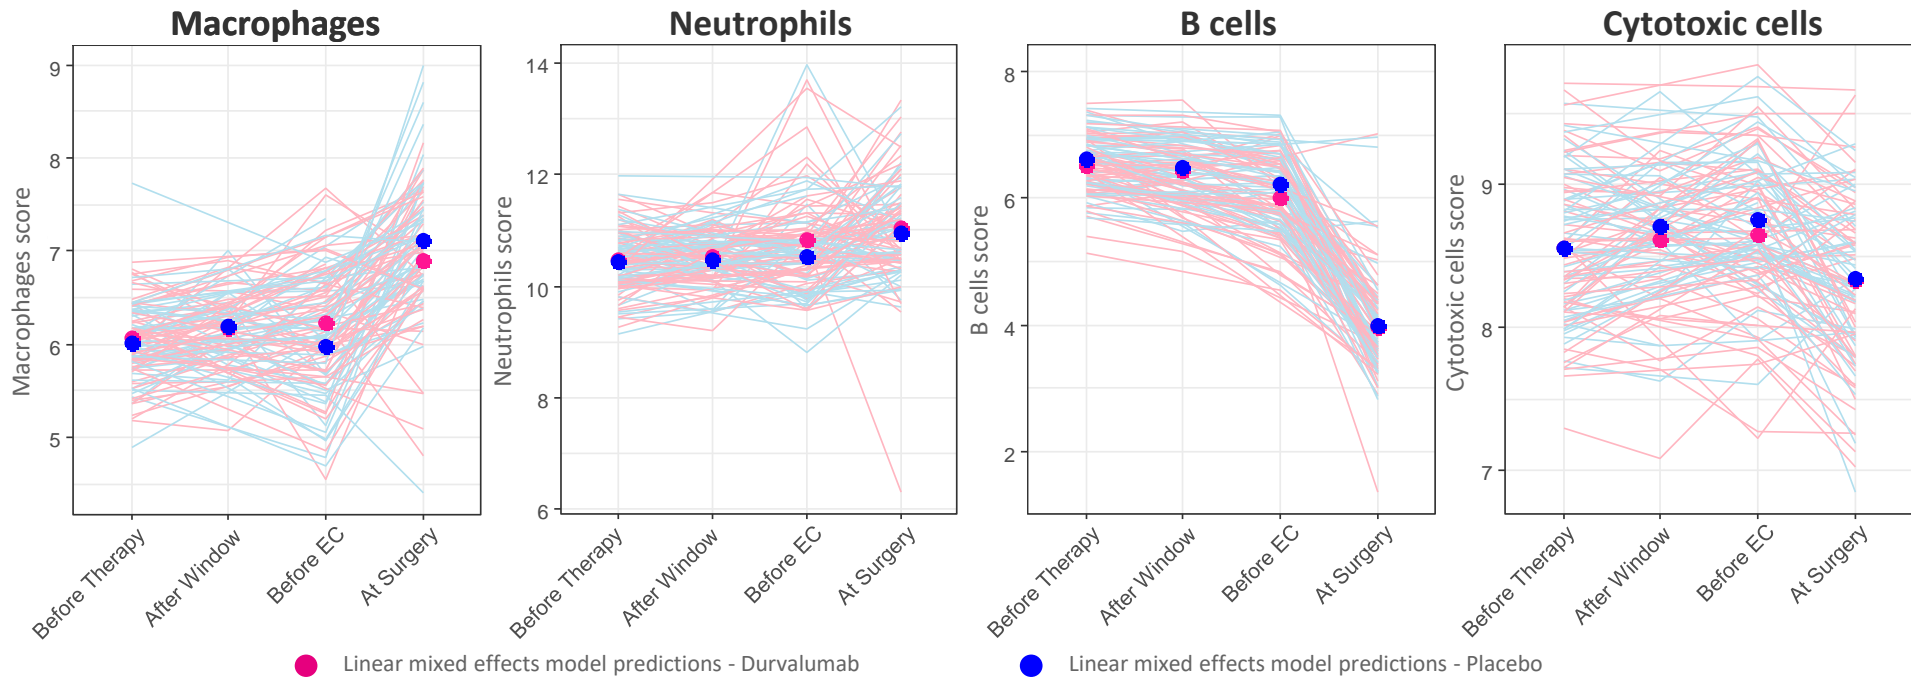 Macrophages
Neutrophils
B cells
Cytotoxic cells
Macrophages score
9
8
7
6
5
Before Therapy
After Window
Before EC
At Surgery
Neutrophils score
14
12
10
8
6
Before Therapy
After Window
Before EC
At Surgery
B cells score
8
6
4
2
Before Therapy
After Window
Before EC
At Surgery
Cytotoxic cells score
9
8
7
Before Therapy
After Window
Before EC
At Surgery
Linear mixed effects model predictions - Durvalumab
Linear mixed effects model predictions - Placebo